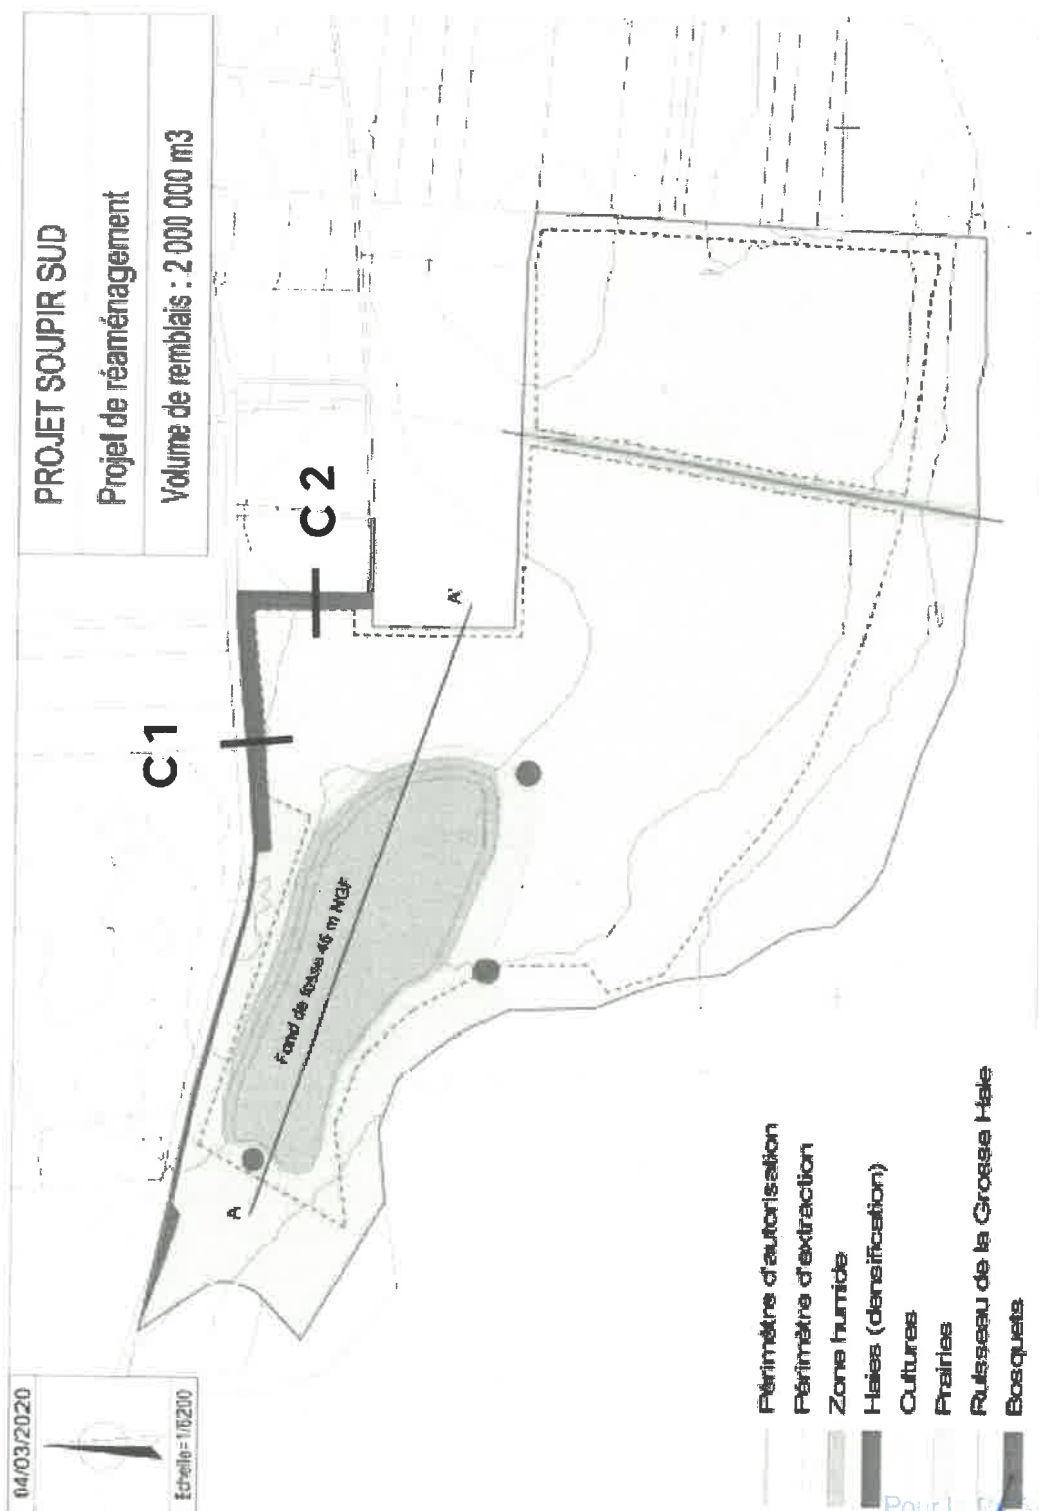 PROJET SOUPIR SUD
Projet de réaménagement
Volume de remblais : 2 000 000 m3
04/03/2020
Echelle=1/6200
C 1
C 2
A
A'
Fond de fosse 46 m NGF
Périmètre d'autorisation
Périmètre d'extraction
Zone humide
Haies (densification)
Cultures
Prairies
Ruisseau de la Grosse Haie
Bosquets
Pour le